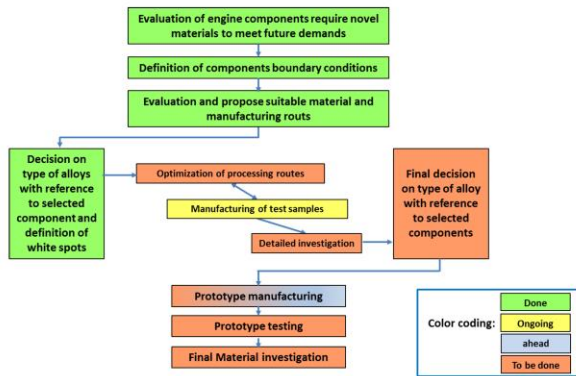 Evaluation of engine components require novel
materials to meet future demands
Definition of components boundary conditions
Evaluation and propose suitable material and
manufacturing routs
Decision on
type of alloys
with reference
to selected
component and
definition of
white spots
Optimization of processing routes
Manufacturing of test samples
Detailed investigation
Final decision
on type of alloy
with reference
to selected
components
Prototype manufacturing
Prototype testing
Final Material investigation
Color coding:
Done
Ongoing
ahead
To be done